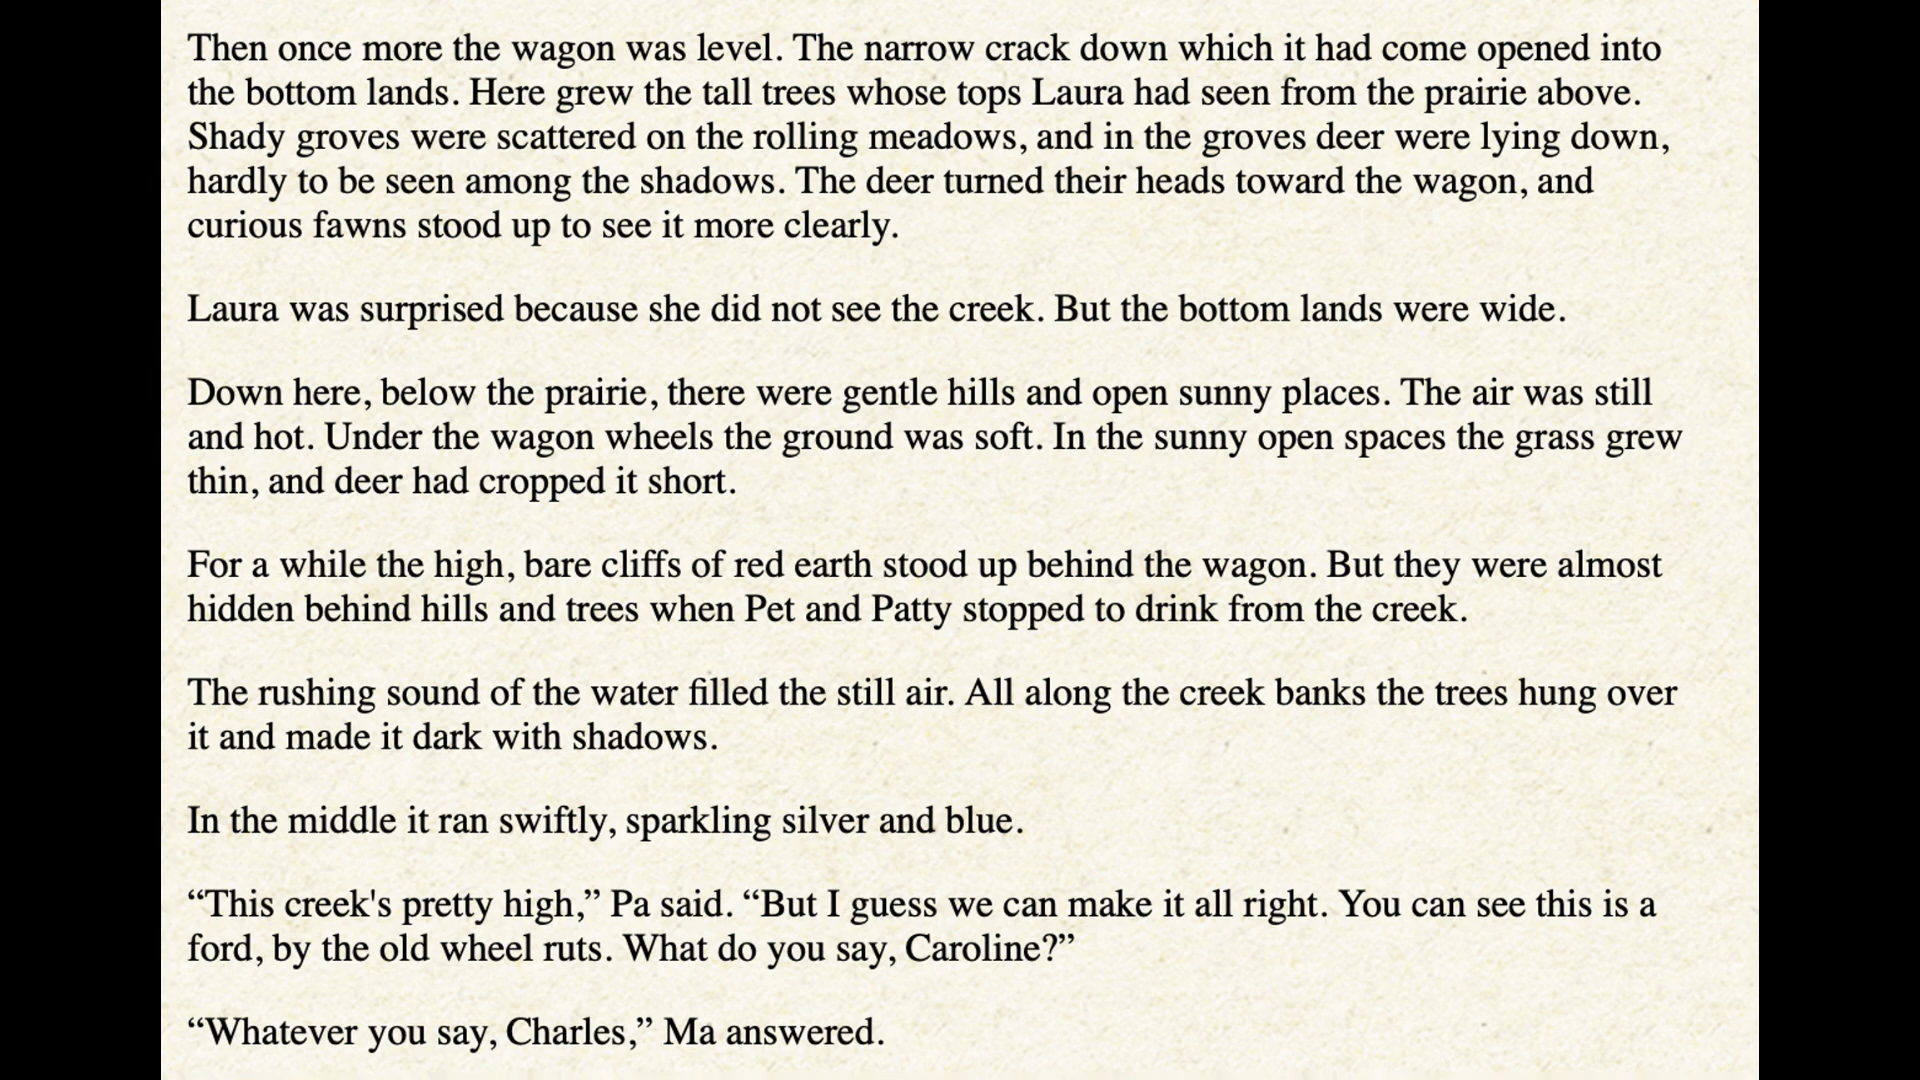 Then once more the wagon was level. The narrow crack down which it had come opened into
the bottom lands. Here grew the tall trees whose tops Laura had seen from the prairie above.
Shady groves were scattered on the rolling meadows, and in the groves deer were lying down,
hardly to be seen among the shadows. The deer turned their heads toward the wagon, and
curious fawns stood up to see it more clearly.
Laura was surprised because she did not see the creek. But the bottom lands were wide.
Down here, below the prairie, there were gentle hills and open sunny places. The air was still
and hot. Under the wagon wheels the ground was soft. In the sunny open spaces the grass grew
thin, and deer had cropped it short.
For a while the high, bare cliffs of red earth stood up behind the wagon. But they were almost
hidden behind hills and trees when Pet and Patty stopped to drink from the creek.
The rushing sound of the water filled the still air. All along the creek banks the trees hung over
it and made it dark with shadows.
In the middle it ran swiftly, sparkling silver and blue.
“This creek's pretty high,” Pa said. “But I guess we can make it all right. You can see this is a
ford, by the old wheel ruts. What do you say, Caroline?”
“Whatever you say, Charles,” Ma answered.